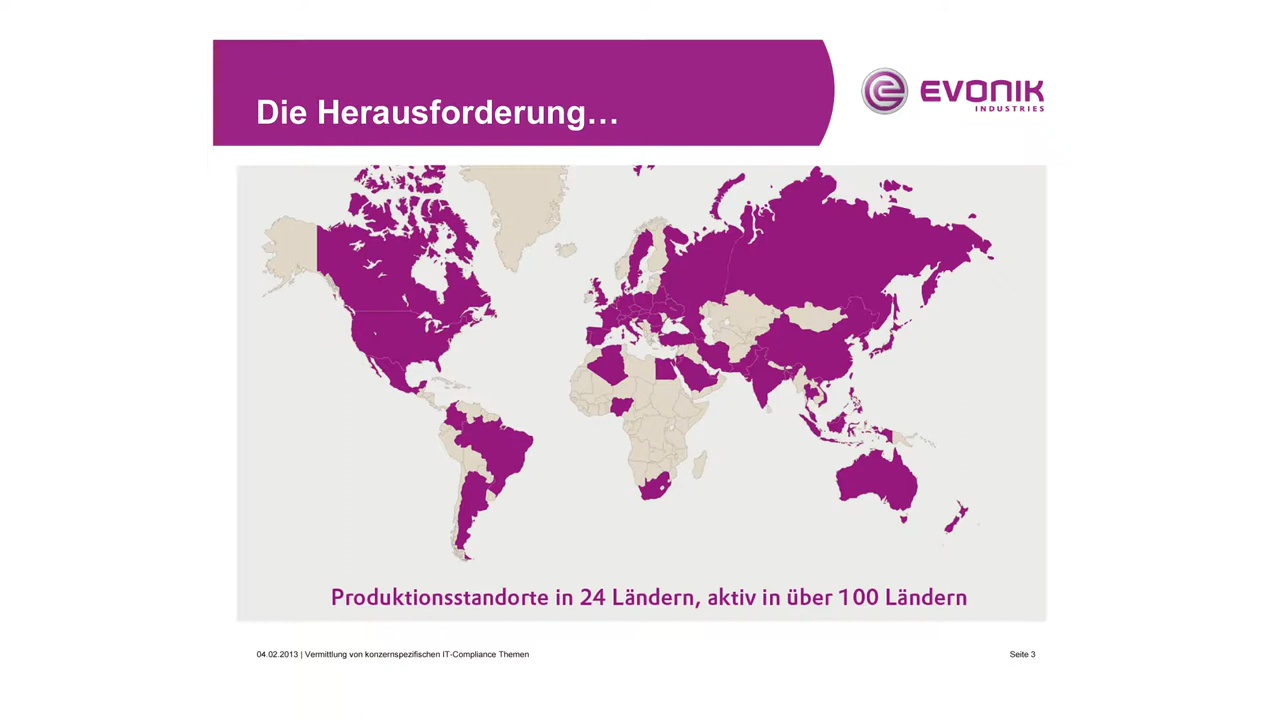 Die Herausforderung…
EVONIK
INDUSTRIES
Produktionsstandorte in 24 Ländern, aktiv in über 100 Ländern
04.02.2013 | Vermittlung von konzernspezifischen IT-Compliance Themen
Seite 3